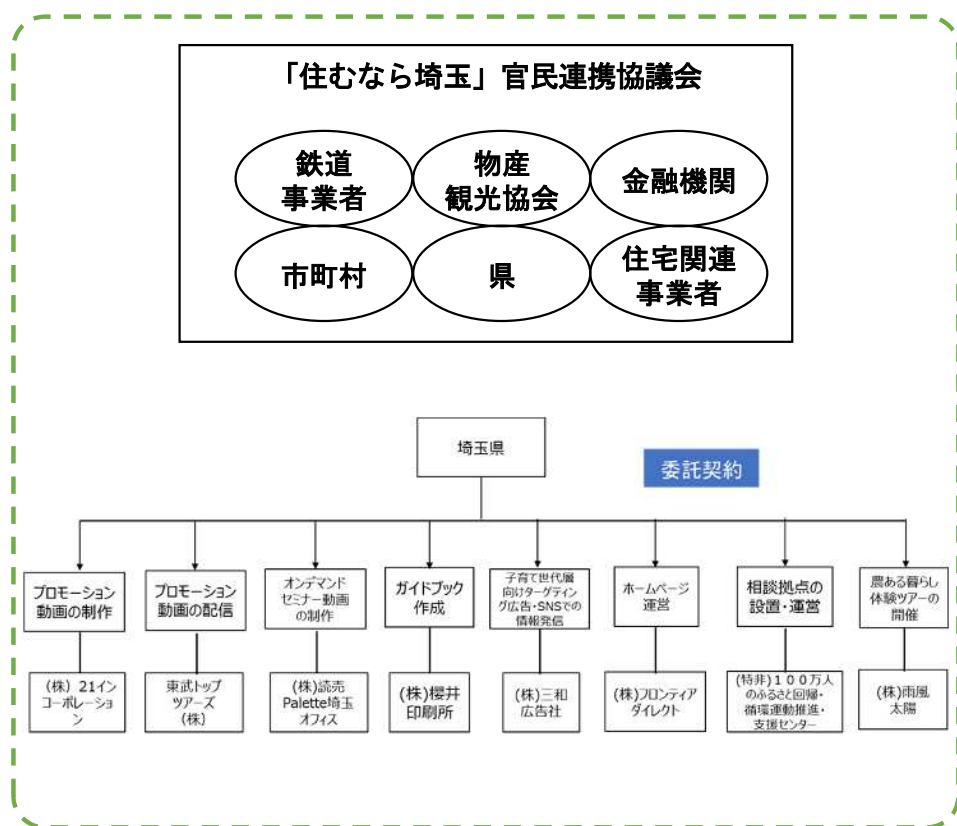 「住むなら埼玉」官民連携協議会
鉄道
事業者
物産
観光協会
金融機関
市町村
県
住宅関連
事業者
埼玉県
委託契約
プロモーション
動画の制作
プロモーション
動画の配信
オンデマンド
セミナー動画
の制作
ガイドブック
作成
子育て世代層
向けターゲティン
グ広告・SNSでの
情報発信
ホームページ
運営
相談拠点の
設置・運営
農ある暮らし
体験ツアーの
開催
(株) 21イン
コーポレーショ
ン
東武トップ
ツアーズ
(株)
(株)読売
Palette埼玉
オフィス
(株)櫻井
印刷所
(株)三和
広告社
(株)フロンティア
ダイレクト
(特非)100万人
のふるさと回帰・
循環運動推進・
支援センター
(株)雨風
太陽